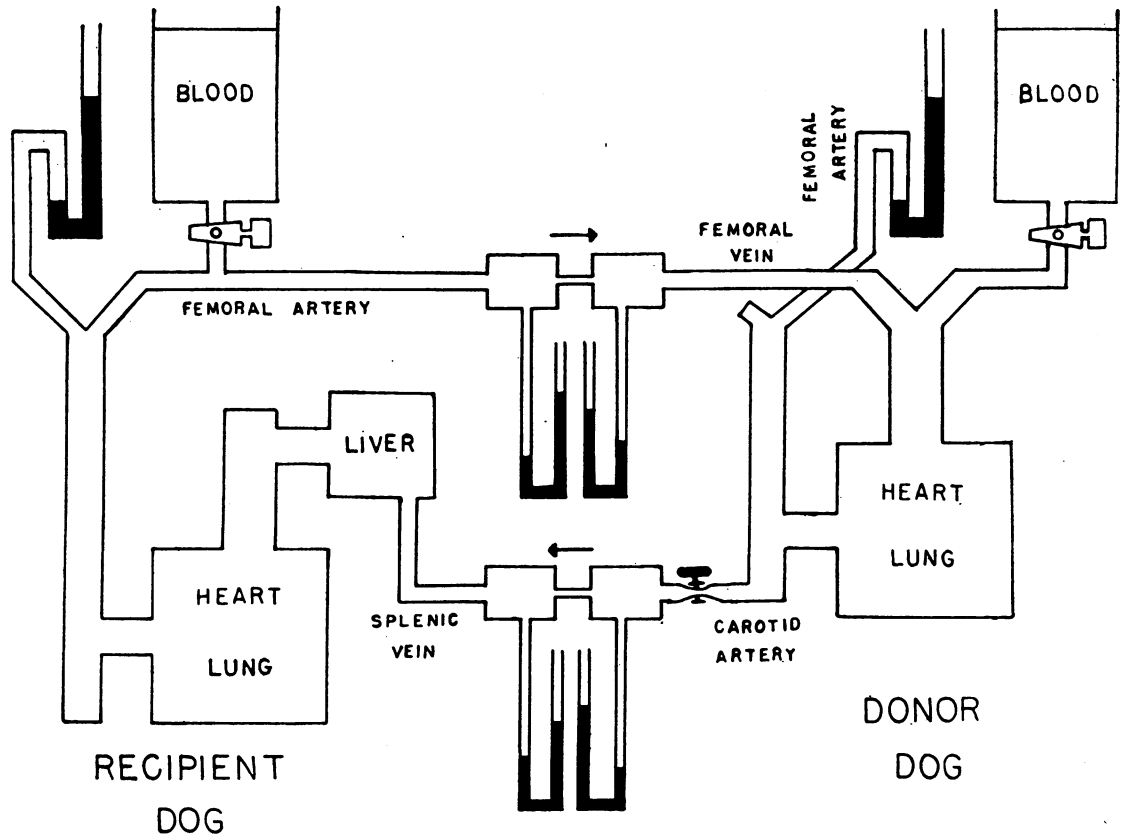 BLOOD
BLOOD
FEMORAL
ARTERY
FEMORAL
VEIN
FEMORAL ARTERY
LIVER
HEART
LUNG
HEART
LUNG
SPLENIC
VEIN
CAROTID
ARTERY
DONOR
DOG
RECIPIENT
DOG